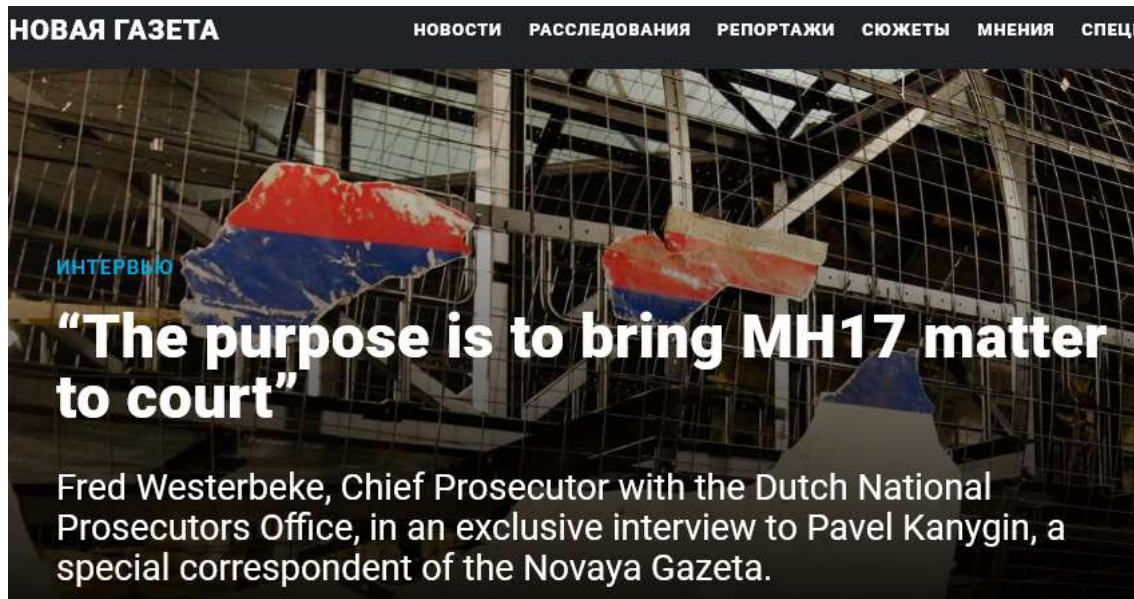 НОВАЯ ГАЗЕТА
НОВОСТИ РАССЛЕДОВАНИЯ РЕПОРТАЖИ СЮЖЕТЫ МНЕНИЯ
ИНТЕРВЬЮ
“The purpose is to bring MH17 matter
to court”
Fred Westerbeke, Chief Prosecutor with the Dutch National
Prosecutors Office, in an exclusive interview to Pavel Kanygin, a
special correspondent of the Novaya Gazeta.